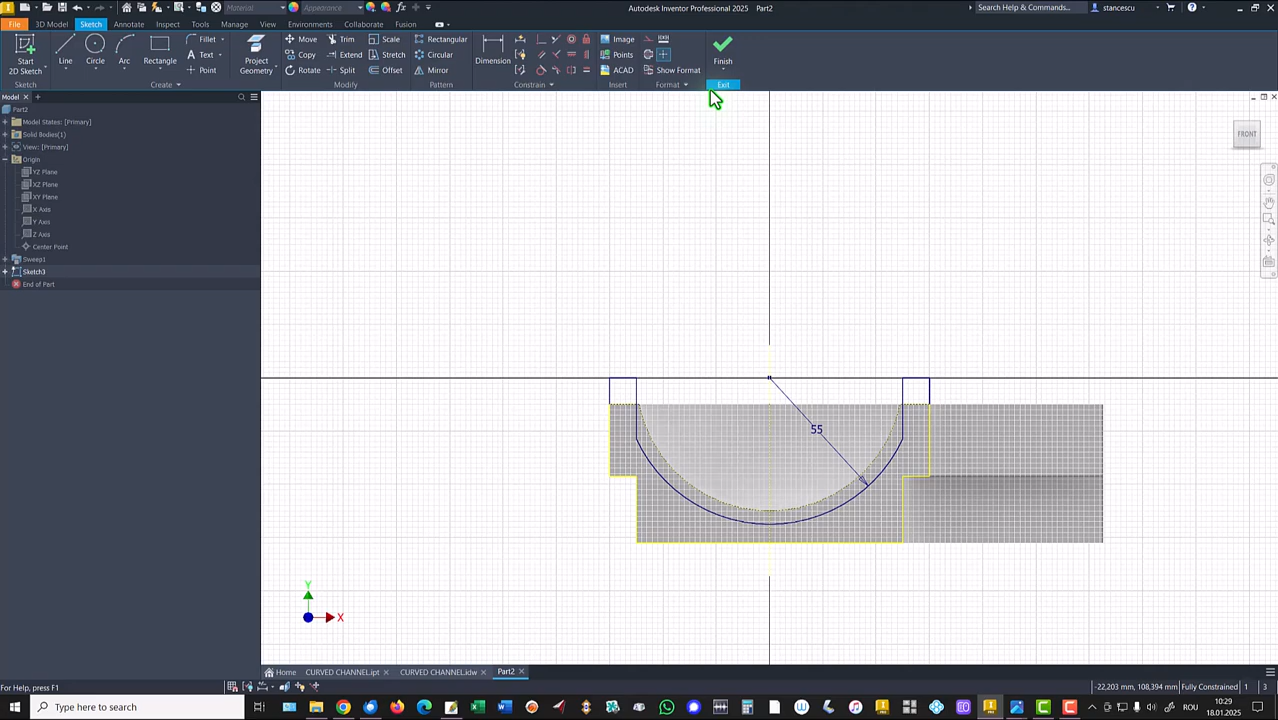 Material
Appearance
Autodesk Inventor Professional 2025 Part2
Search Help & Commands...
stancescu
File
3D Model
Sketch
Annotate
Inspect
Tools
Manage
View
Environments
Collaborate
Fusion
Start
2D Sketch
Line
Circle
Arc
Rectangle
Fillet
Text
Point
Project
Geometry
Move
Copy
Rotate
Trim
Extend
Split
Scale
Stretch
Offset
Rectangular
Circular
Mirror
Dimension
Image
Points
ACAD
Show Format
Finish
Sketch
Create
Modify
Pattern
Constrain
Insert
Format
Exit
Model
Part2
Model States: [Primary]
Solid Bodies(1)
View: [Primary]
Origin
YZ Plane
XZ Plane
XY Plane
X Axis
Y Axis
Z Axis
Center Point
Sweep1
Sketch3
End of Part
FRONT
55
Y
X
Home
CURVED CHANNEL.ipt
CURVED CHANNEL.idw
Part2
For Help, press F1
-22,203 mm, 108,394 mm
Fully Constrained
1
3
Type here to search
10:29
18.01.2025